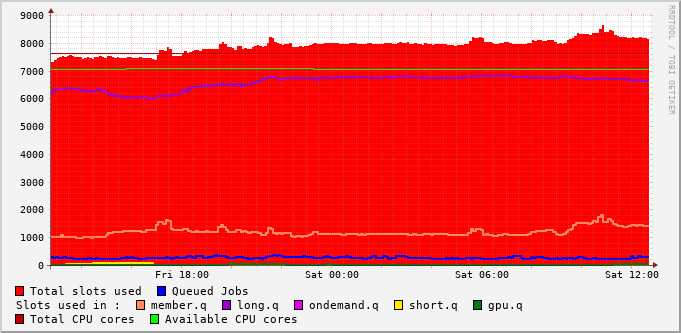 9000
8000
7000
6000
5000
4000
3000
2000
1000
0
Fri 18:00 Sat 00:00 Sat 06:00 Sat 12:00
Total slots used Queued Jobs
Slots used in : member.q long.q ondemand.q short.q gpu.q
Total CPU cores Available CPU cores
RRDTOOL / TOBI OETIKER